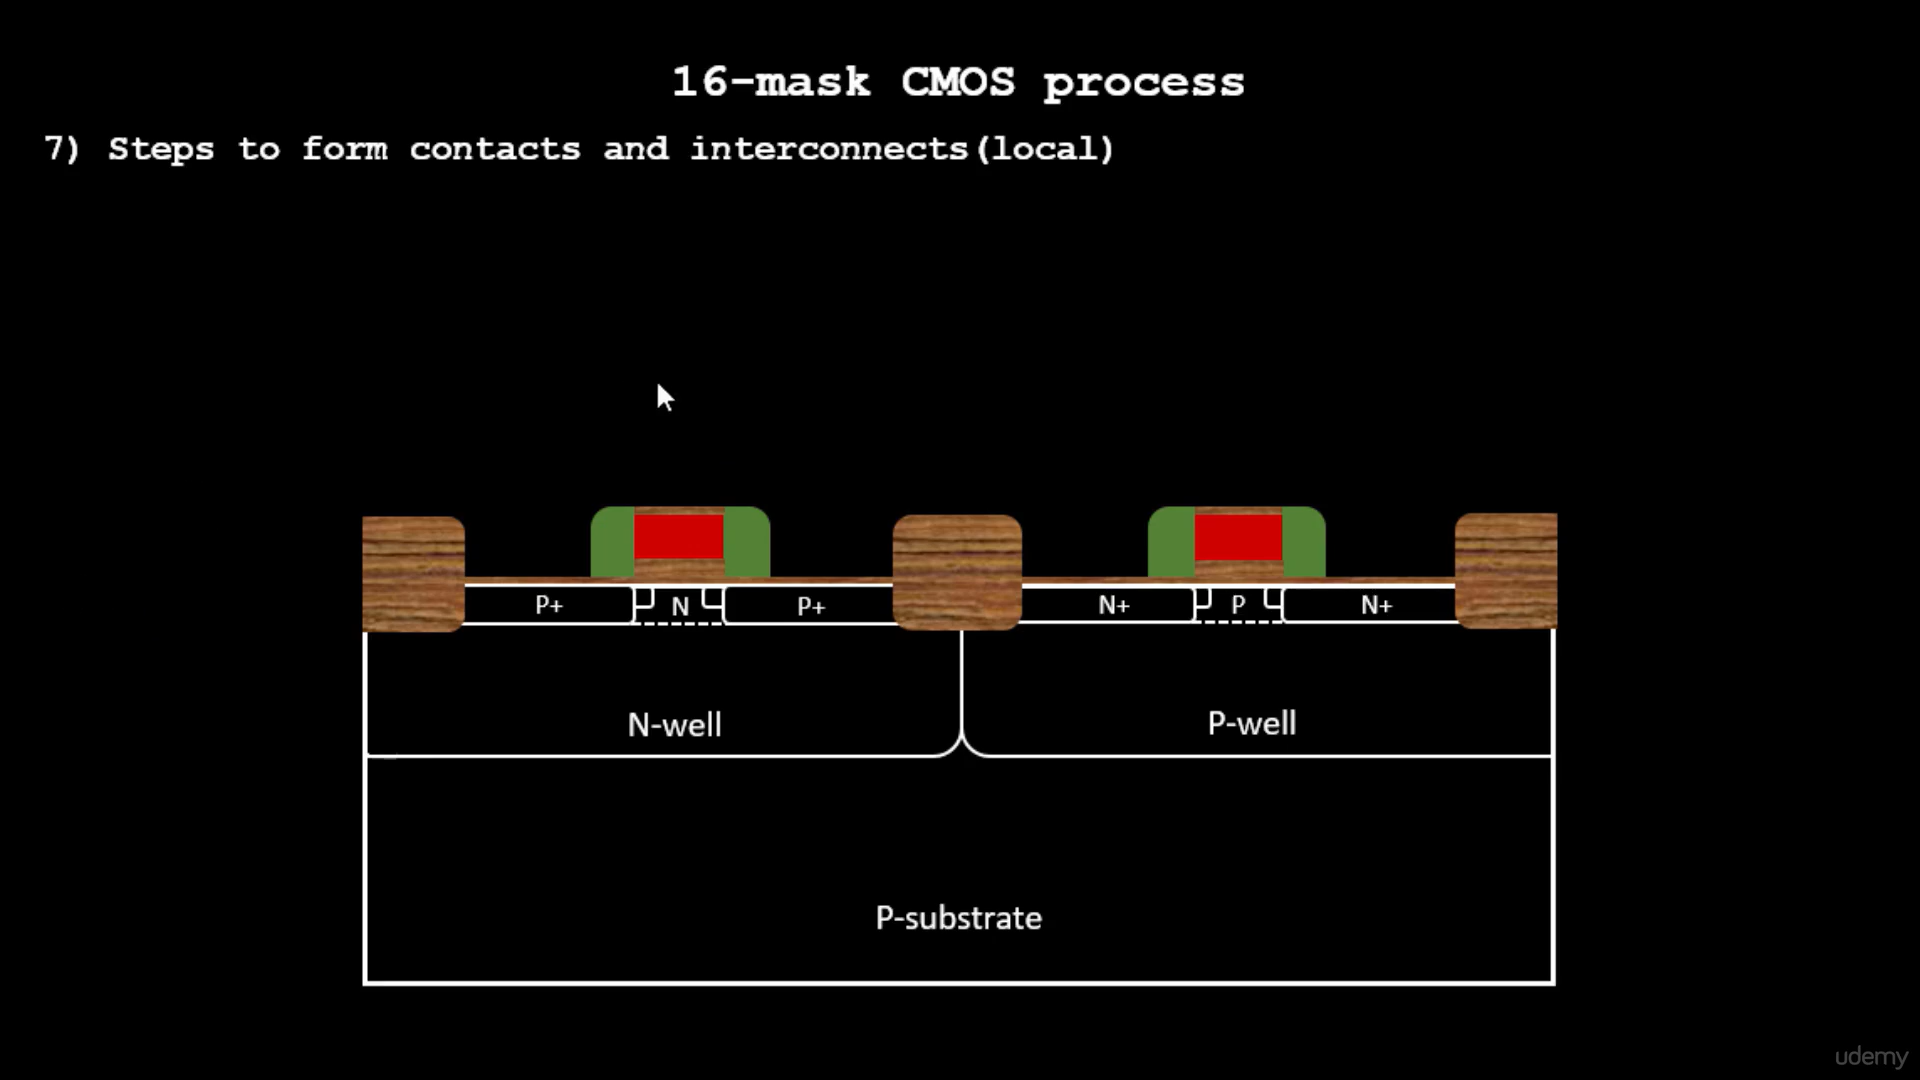 16-mask CMOS process
7) Steps to form contacts and interconnects(local)
P+ N P+ N+ P N+
N-well P-well
P-substrate
udemy